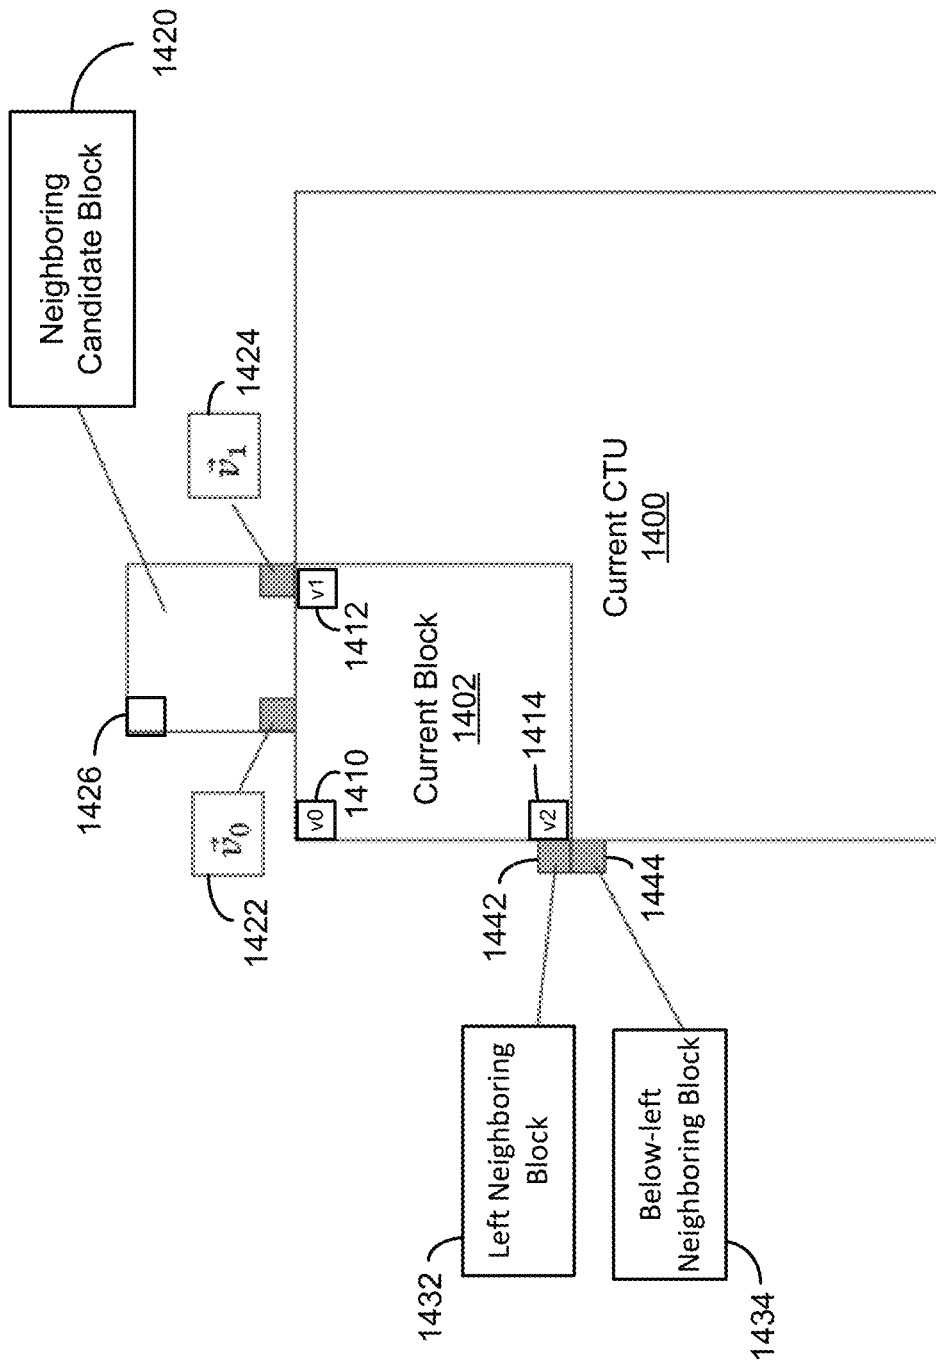 Neighboring
Candidate Block
1420
1426
v⃗₀
1422
v⃗₁
1424
v0
1410
v1
1412
Current Block
1402
v2
1414
1432
Left Neighboring
Block
1442
1444
Below-left
Neighboring Block
1434
Current CTU
1400